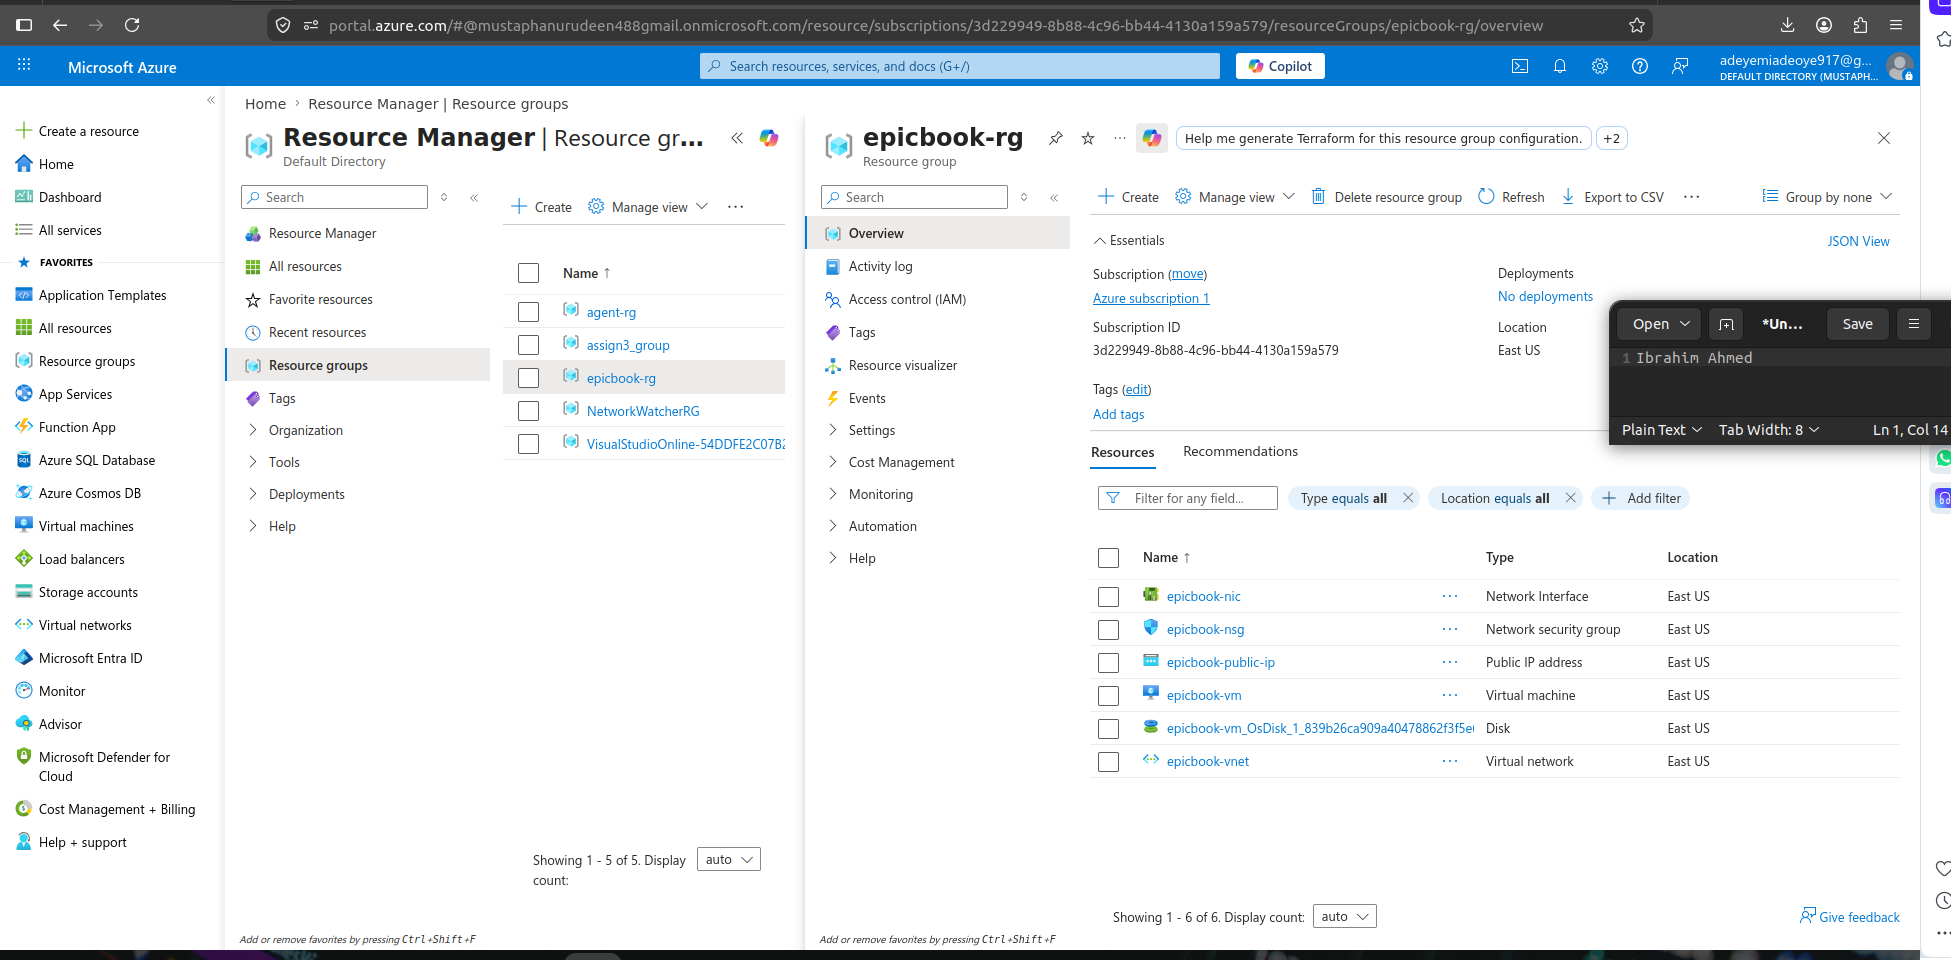 portal.azure.com/#@mustaphanurudeen488gmail.onmicrosoft.com/resource/subscriptions/3d229949-8b88-4c96-bb44-4130a159a579/resourceGroups/epicbook-rg/overview
Microsoft Azure
Search resources, services, and docs (G+/)
Copilot
adeyemiadeoye917@g...
DEFAULT DIRECTORY (MUSTAPH...
Create a resource
Home
Dashboard
All services
FAVORITES
Application Templates
All resources
Resource groups
App Services
Function App
Azure SQL Database
Azure Cosmos DB
Virtual machines
Load balancers
Storage accounts
Virtual networks
Microsoft Entra ID
Monitor
Advisor
Microsoft Defender for
Cloud
Cost Management + Billing
Help + support
Home > Resource Manager | Resource groups
Resource Manager | Resource gr...
Default Directory
Search
Resource Manager
All resources
Favorite resources
Recent resources
Resource groups
Tags
Organization
Tools
Deployments
Help
Add or remove favorites by pressing Ctrl+Shift+F
Create
Manage view
Name ↑
agent-rg
assign3_group
epicbook-rg
NetworkWatcherRG
VisualStudioOnline-54DDFE2C07B2
Showing 1 - 5 of 5. Display
count:
auto
epicbook-rg
Resource group
Help me generate Terraform for this resource group configuration.
+2
Search
Overview
Activity log
Access control (IAM)
Tags
Resource visualizer
Events
Settings
Cost Management
Monitoring
Automation
Help
Add or remove favorites by pressing Ctrl+Shift+F
Create
Manage view
Delete resource group
Refresh
Export to CSV
Group by none
Essentials
JSON View
Subscription (move)
Azure subscription 1
Subscription ID
3d229949-8b88-4c96-bb44-4130a159a579
Tags (edit)
Add tags
Deployments
No deployments
Location
East US
Open
*Un...
Save
1 Ibrahim Ahmed
Plain Text
Tab Width: 8
Ln 1, Col 14
Resources
Recommendations
Filter for any field...
Type equals all
Location equals all
Add filter
Name ↑ Type Location
epicbook-nic ... Network Interface East US
epicbook-nsg ... Network security group East US
epicbook-public-ip ... Public IP address East US
epicbook-vm ... Virtual machine East US
epicbook-vm_OsDisk_1_839b26ca909a40478862f3f5e Disk East US
epicbook-vnet ... Virtual network East US
Showing 1 - 6 of 6. Display count:
auto
Give feedback